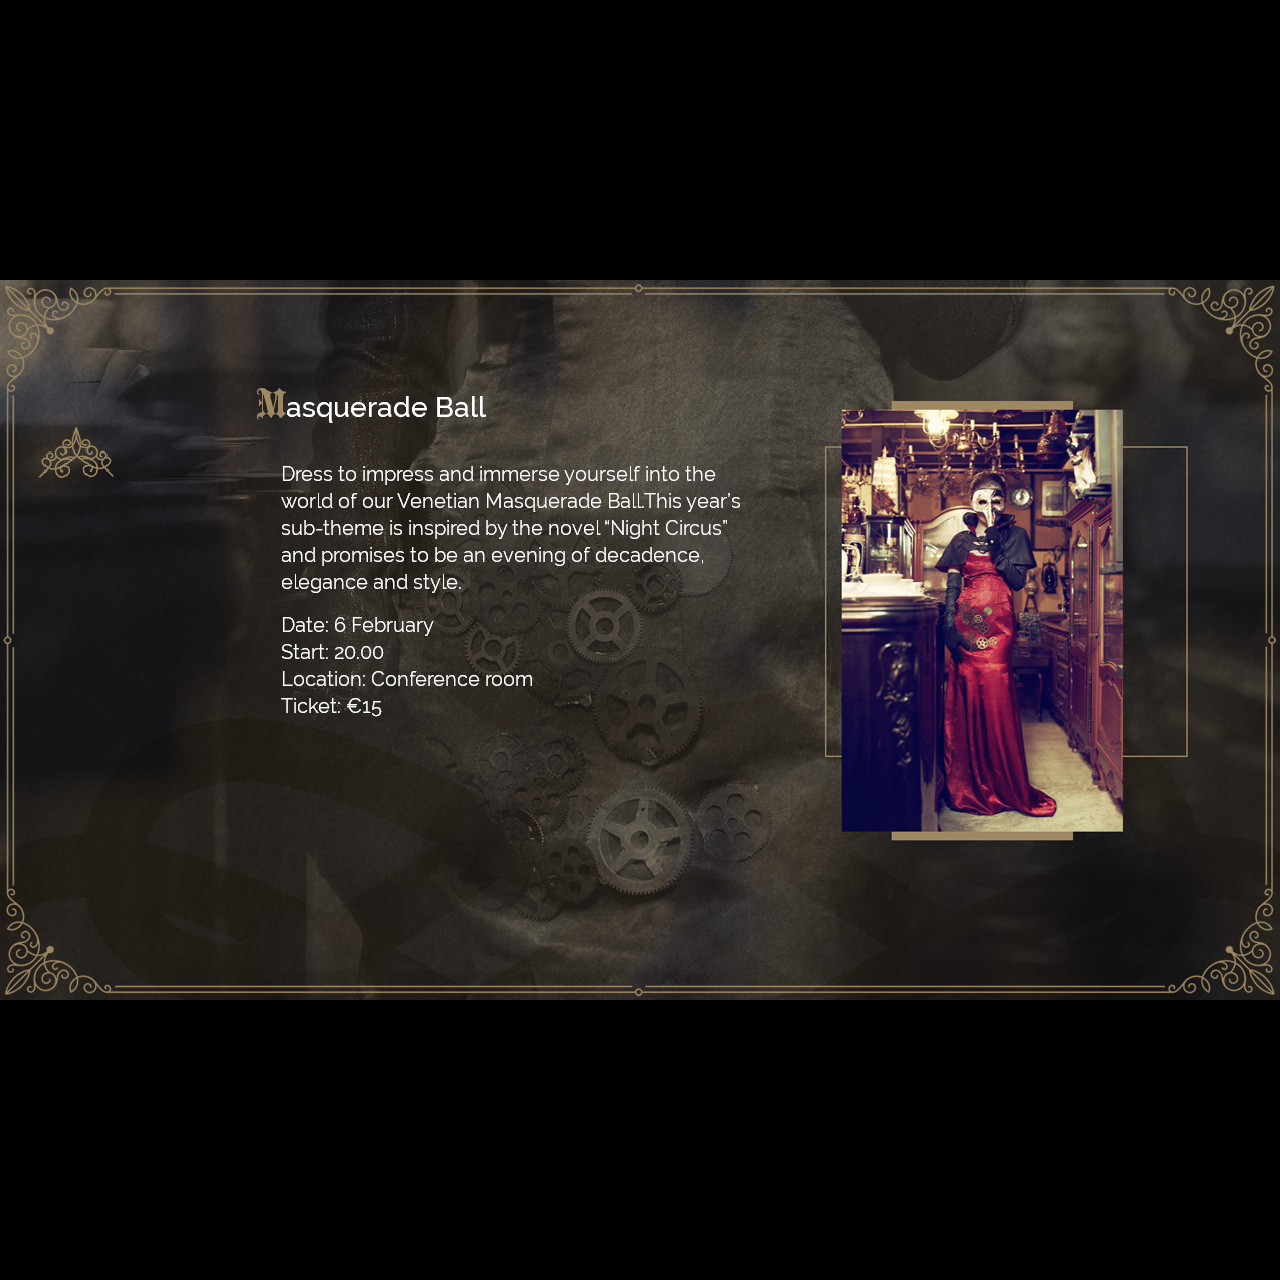 Masquerade Ball
Dress to impress and immerse yourself into the
world of our Venetian Masquerade Ball.This year's
sub-theme is inspired by the novel “Night Circus”
and promises to be an evening of decadence,
elegance and style.
Date: 6 February
Start: 20.00
Location: Conference room
Ticket: €15